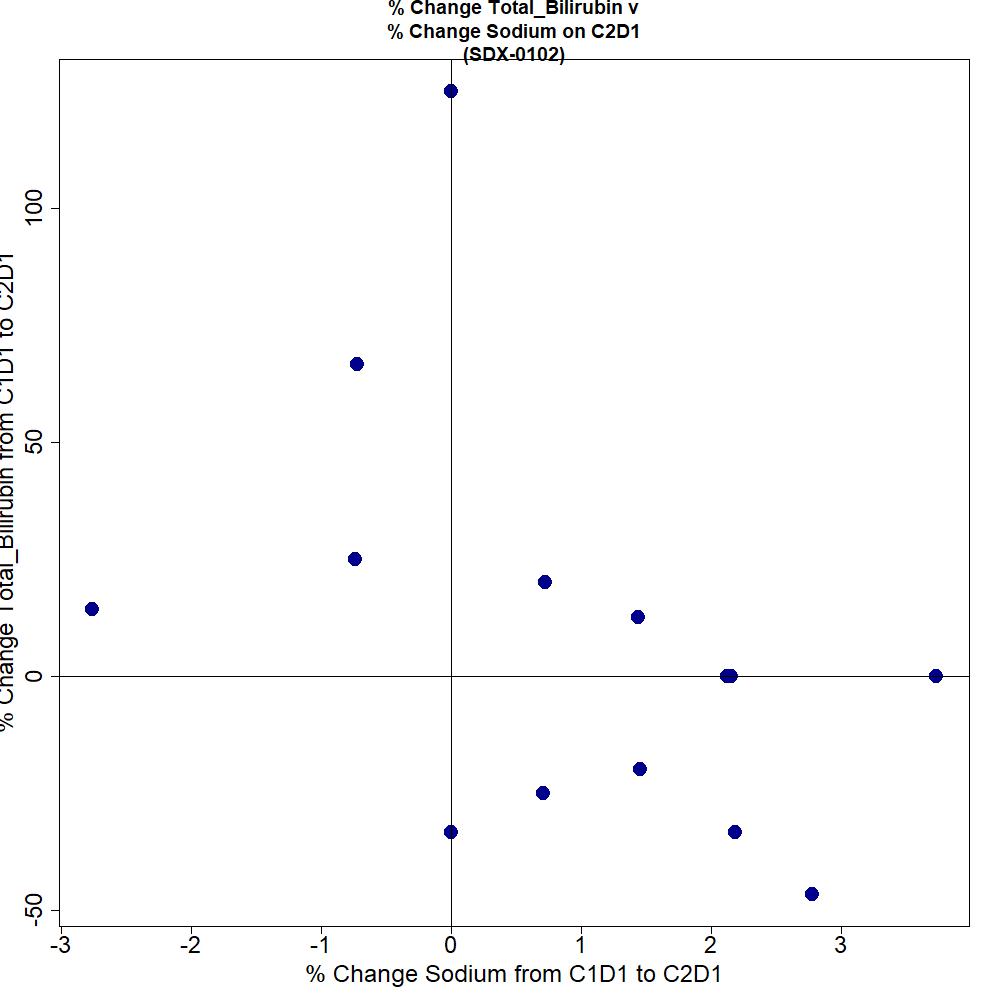 % Change Total_Bilirubin v
% Change Sodium on C2D1
(SDX-0102)
% Change Total_Bilirubin from C1D1 to C2D1
100
50
0
-50
-3
-2
-1
0
1
2
3
% Change Sodium from C1D1 to C2D1